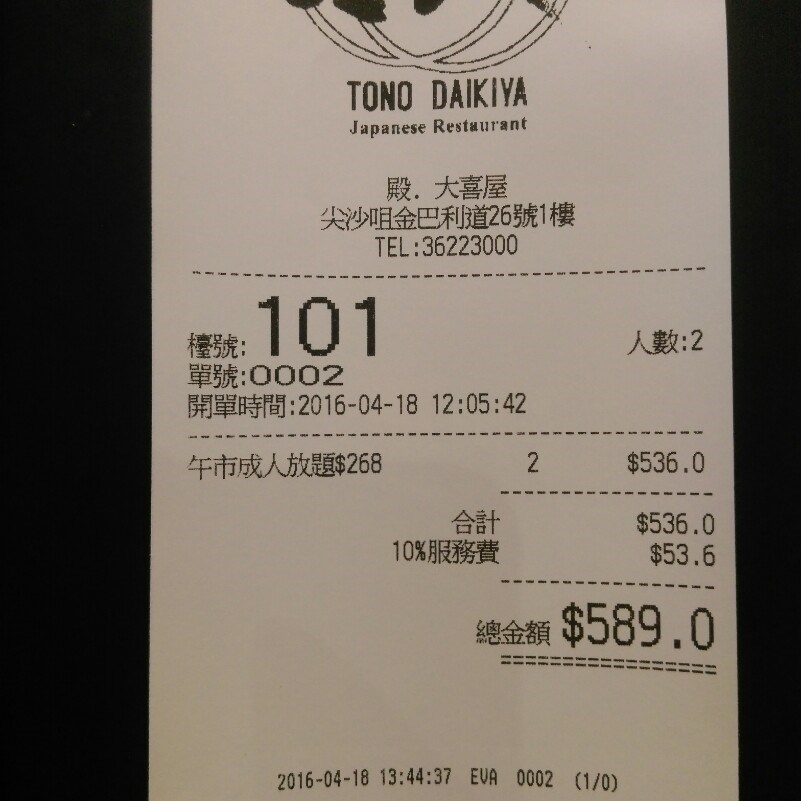 TONO DAIKIYA
Japanese Restaurant
殿. 大喜屋
尖沙咀金巴利道26號1樓
TEL:36223000
檯號:101 人數:2
單號:0002
開單時間:2016-04-18 12:05:42
午市成人放題$268 2 $536.0
合計 $536.0
10%服務費 $53.6
總金額 $589.0
2016-04-18 13:44:37 EVA 0002 (1/0)